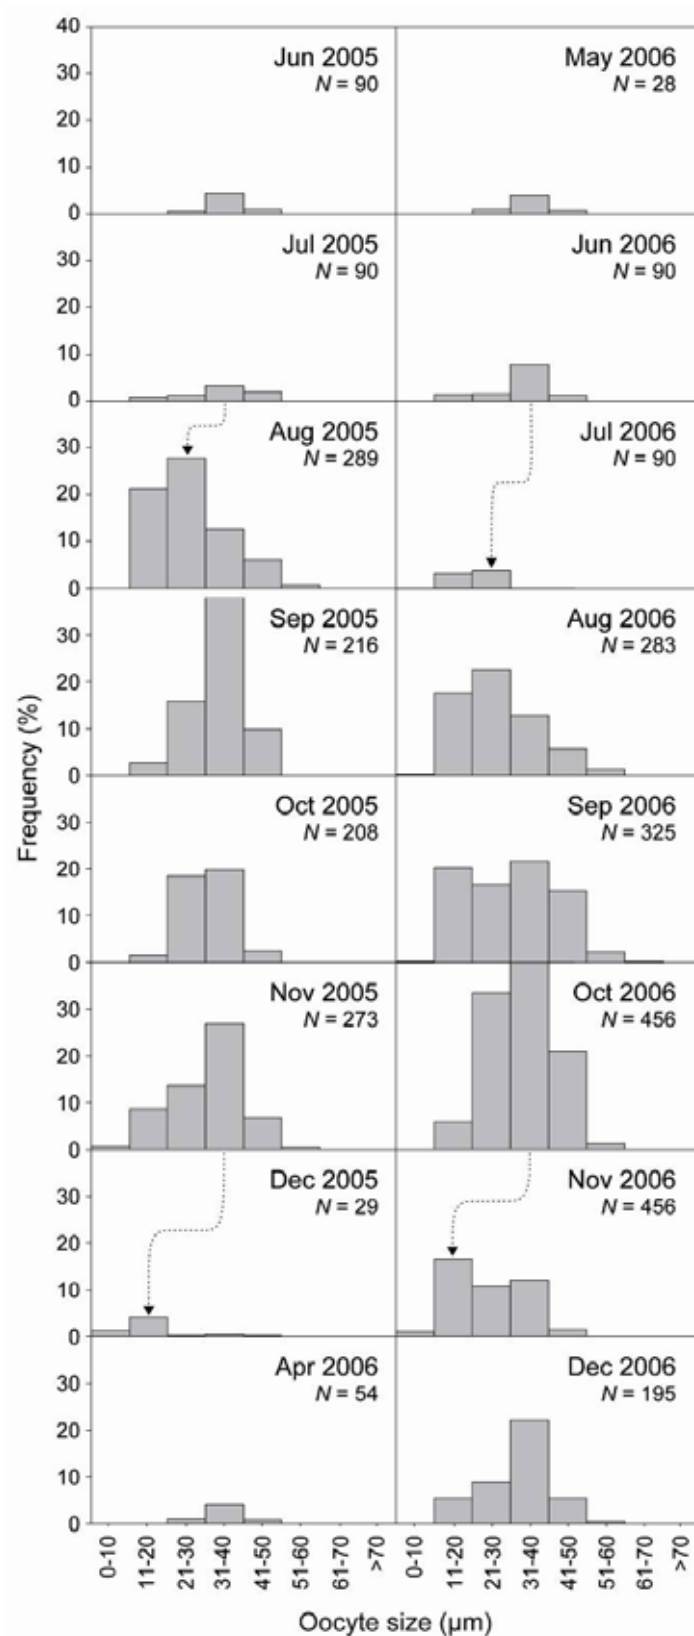 40
30
20
10
0
Jun 2005
N = 90
May 2006
N = 28
30
20
10
0
Jul 2005
N = 90
Jun 2006
N = 90
30
20
10
0
Aug 2005
N = 289
Jul 2006
N = 90
30
20
10
0
Sep 2005
N = 216
Aug 2006
N = 283
30
20
10
0
Oct 2005
N = 208
Sep 2006
N = 325
30
20
10
0
Nov 2005
N = 273
Oct 2006
N = 456
30
20
10
0
Dec 2005
N = 29
Nov 2006
N = 456
30
20
10
0
Apr 2006
N = 54
Dec 2006
N = 195
Frequency (%)
0-10
11-20
21-30
31-40
41-50
51-60
61-70
>70
0-10
11-20
21-30
31-40
41-50
51-60
61-70
>70
Oocyte size (µm)